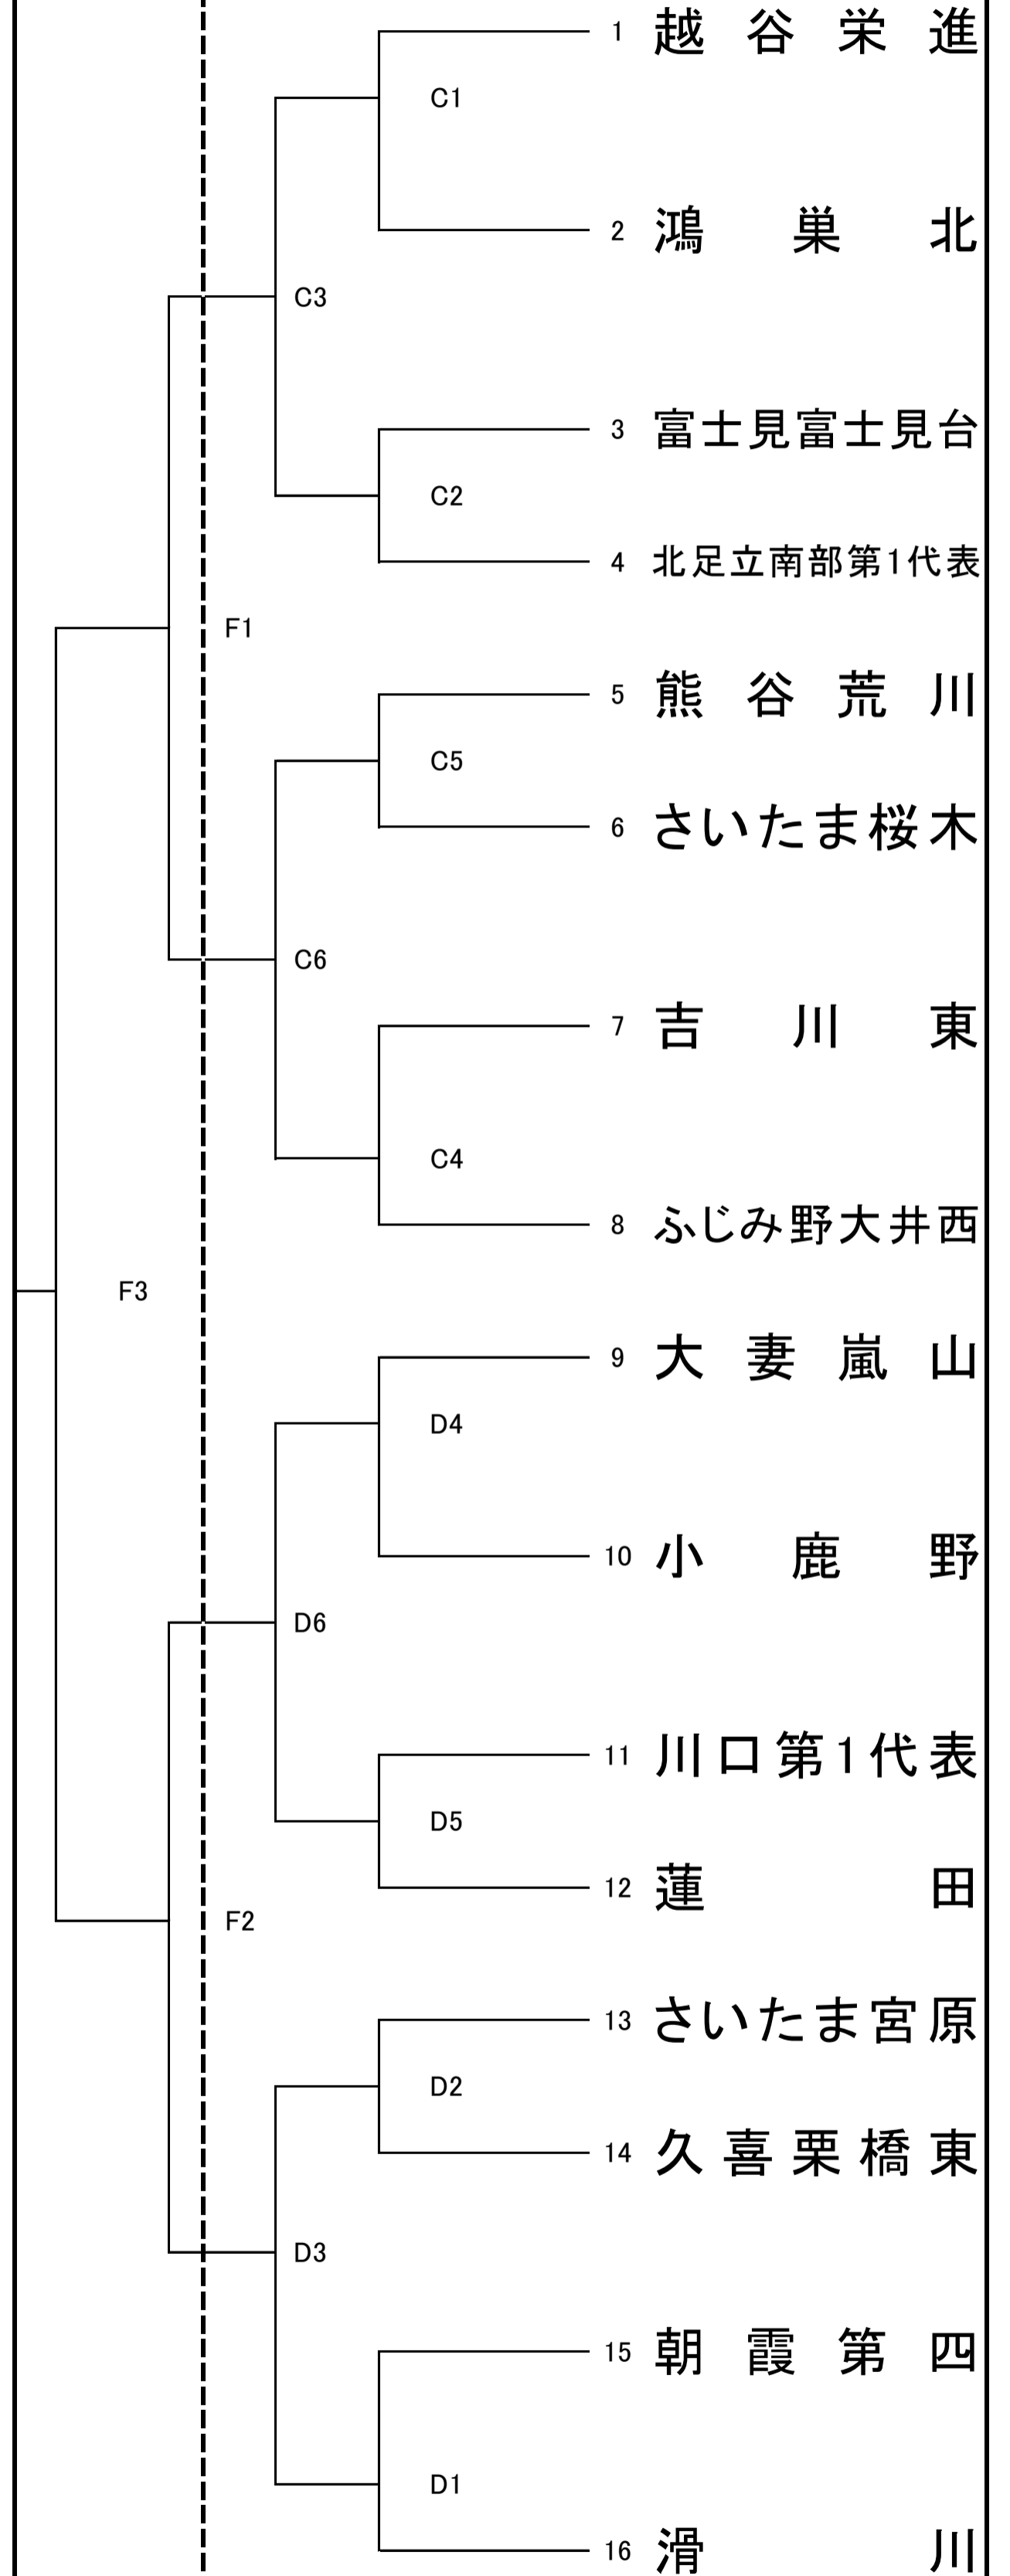 1 越谷栄進
C1
2 鴻巣北
C3
3 富士見富士見台
C2
4 北足立南部第1代表
F1
5 熊谷荒川
C5
6 さいたま桜木
C6
7 吉川東
C4
8 ふじみ野大井西
F3
9 大妻嵐山
D4
10 小鹿野
D6
11 川口第1代表
D5
12 蓮田
F2
13 さいたま宮原
D2
14 久喜栗橋東
D3
15 朝霞第四
D1
16 滑川